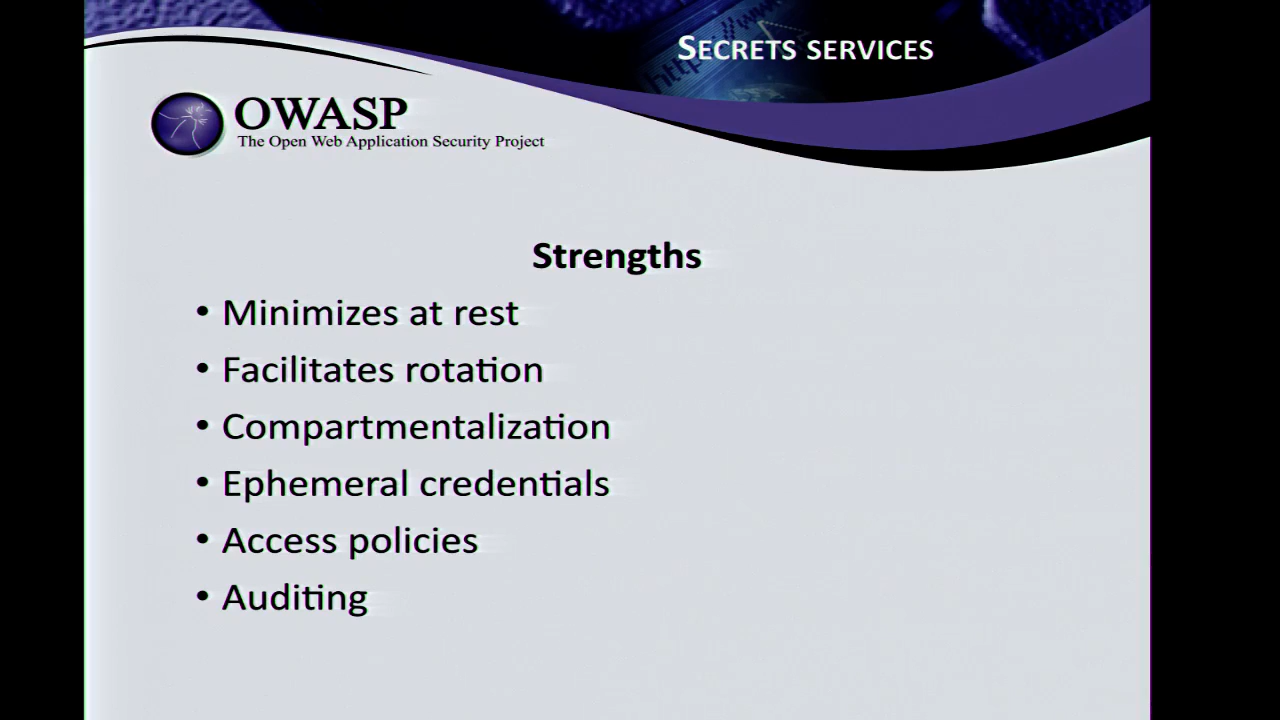 SECRETS SERVICES
OWASP
The Open Web Application Security Project
Strengths
• Minimizes at rest
• Facilitates rotation
• Compartmentalization
• Ephemeral credentials
• Access policies
• Auditing